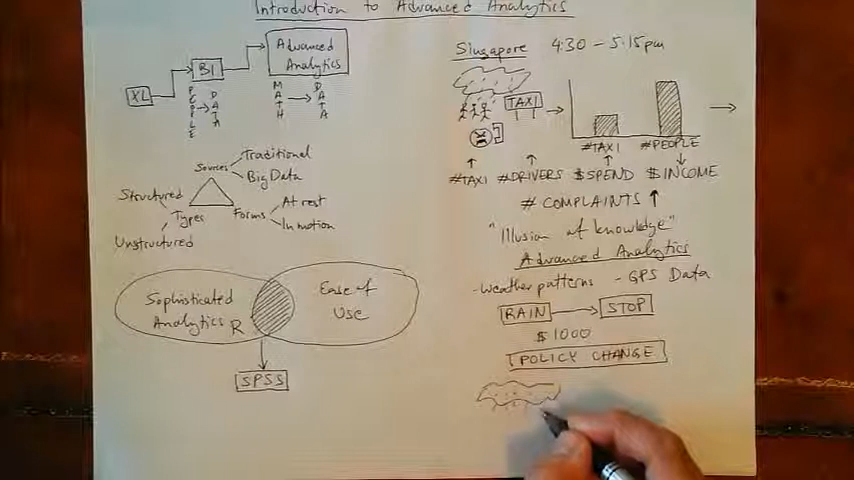 Introduction to Advanced Analytics
XL
BI
Advanced
Analytics
PEOPLE
DATA
MATH
DATA
Sources
Traditional
Big Data
Structured
Types
Unstructured
Forms
At rest
In motion
Sophisticated
Analytics R
Ease of
Use
SPSS
Singapore 4:30 - 5:15pm
TAXI
#TAXI #PEOPLE
#TAXI #DRIVERS $SPEND $INCOME
# COMPLAINTS
"Illusion of knowledge"
Advanced Analytics
-Weather patterns - GPS Data
RAIN STOP
$1000
POLICY CHANGE